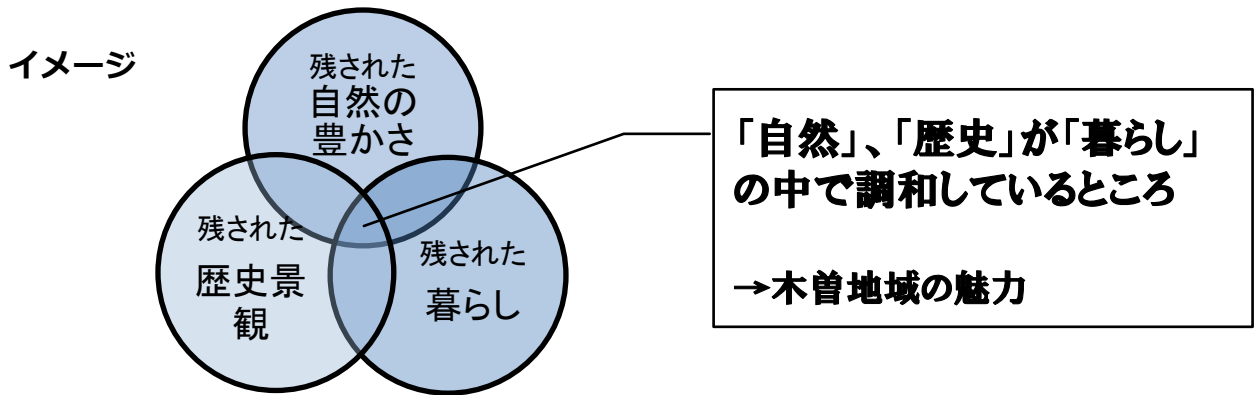 イメージ
残された
自然の
豊かさ
残された
歴史景
観
残された
暮らし
「自然」、「歴史」が「暮らし」
の中で調和しているところ
→木曽地域の魅力